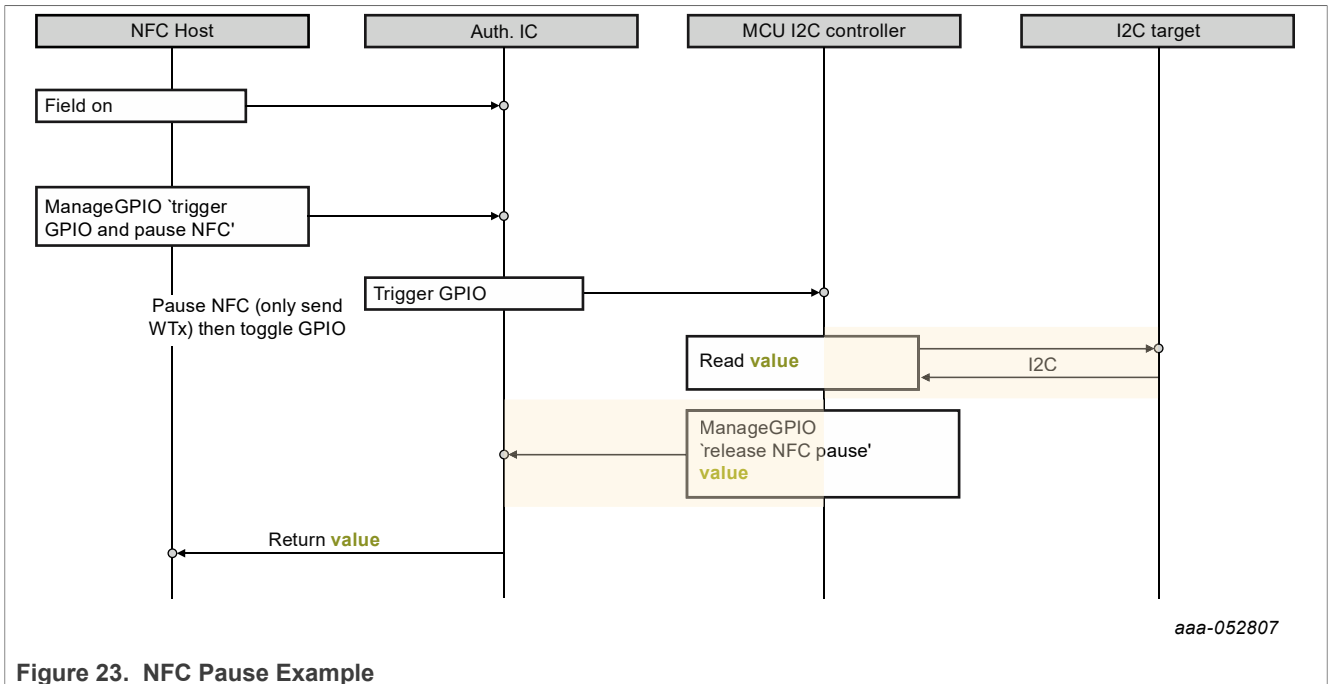 NFC Host
Auth. IC
MCU I2C controller
I2C target
Field on
ManageGPIO `trigger
GPIO and pause NFC'
Trigger GPIO
Pause NFC (only send
WTx) then toggle GPIO
Read value
I2C
ManageGPIO
`release NFC pause'
value
Return value
aaa-052807
Figure 23. NFC Pause Example